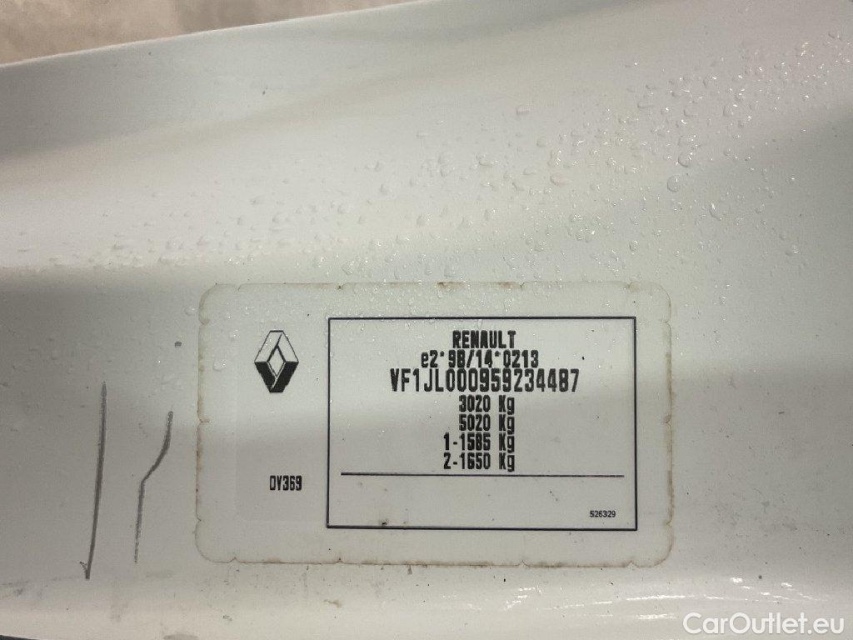 RENAULT
e2*98/14*0213
VF1JL000959234487
3020 Kg
5020 Kg
1-1585 Kg
2-1650 Kg
DV369
526329
CarOutlet.eu